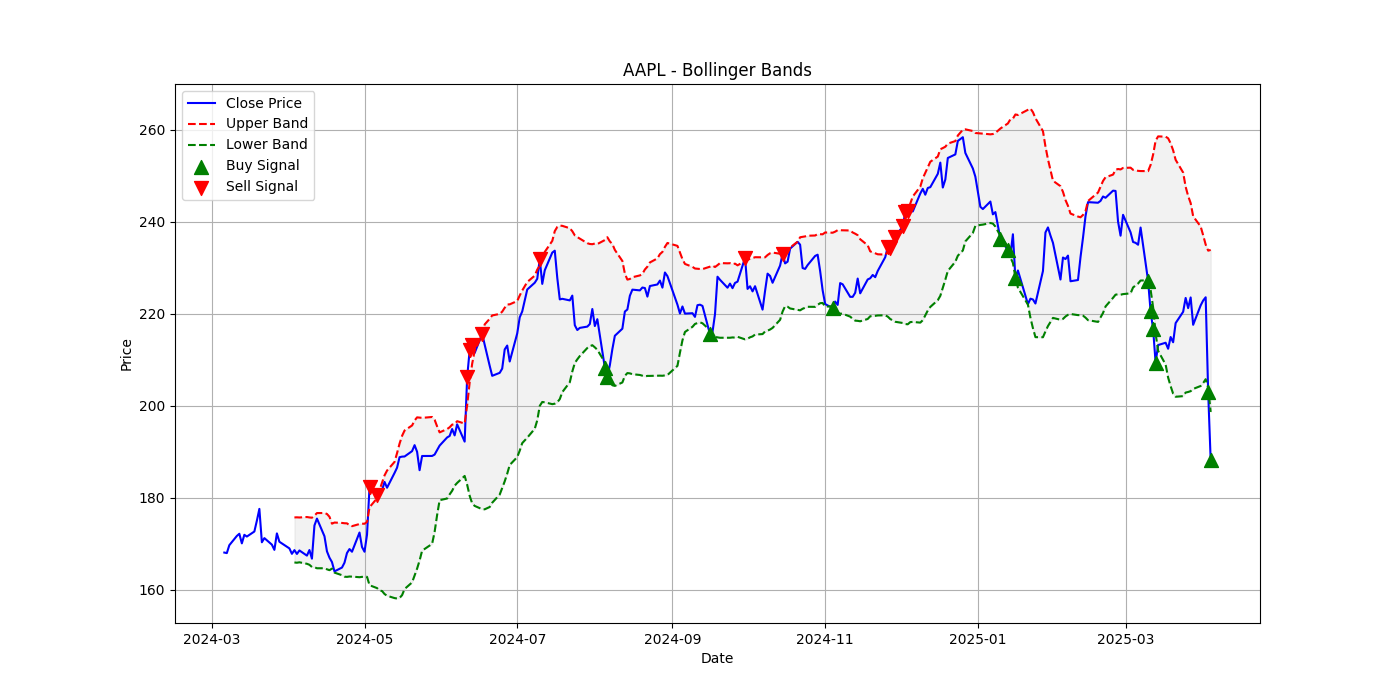 AAPL - Bollinger Bands
Close Price
Upper Band
Lower Band
Buy Signal
Sell Signal
Price
260
240
220
200
180
160
2024-03
2024-05
2024-07
2024-09
2024-11
2025-01
2025-03
Date